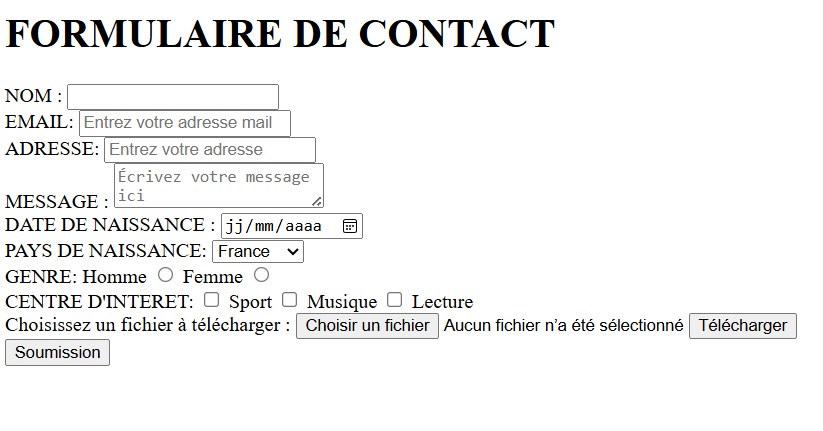 FORMULAIRE DE CONTACT
NOM :
EMAIL: Entrez votre adresse mail
ADRESSE: Entrez votre adresse
MESSAGE : Écrivez votre message
ici
DATE DE NAISSANCE : jj/mm/aaaa
PAYS DE NAISSANCE: France
GENRE: Homme Femme
CENTRE D'INTERET: Sport Musique Lecture
Choisissez un fichier à télécharger : Choisir un fichier Aucun fichier n’a été sélectionné Télécharger
Soumission